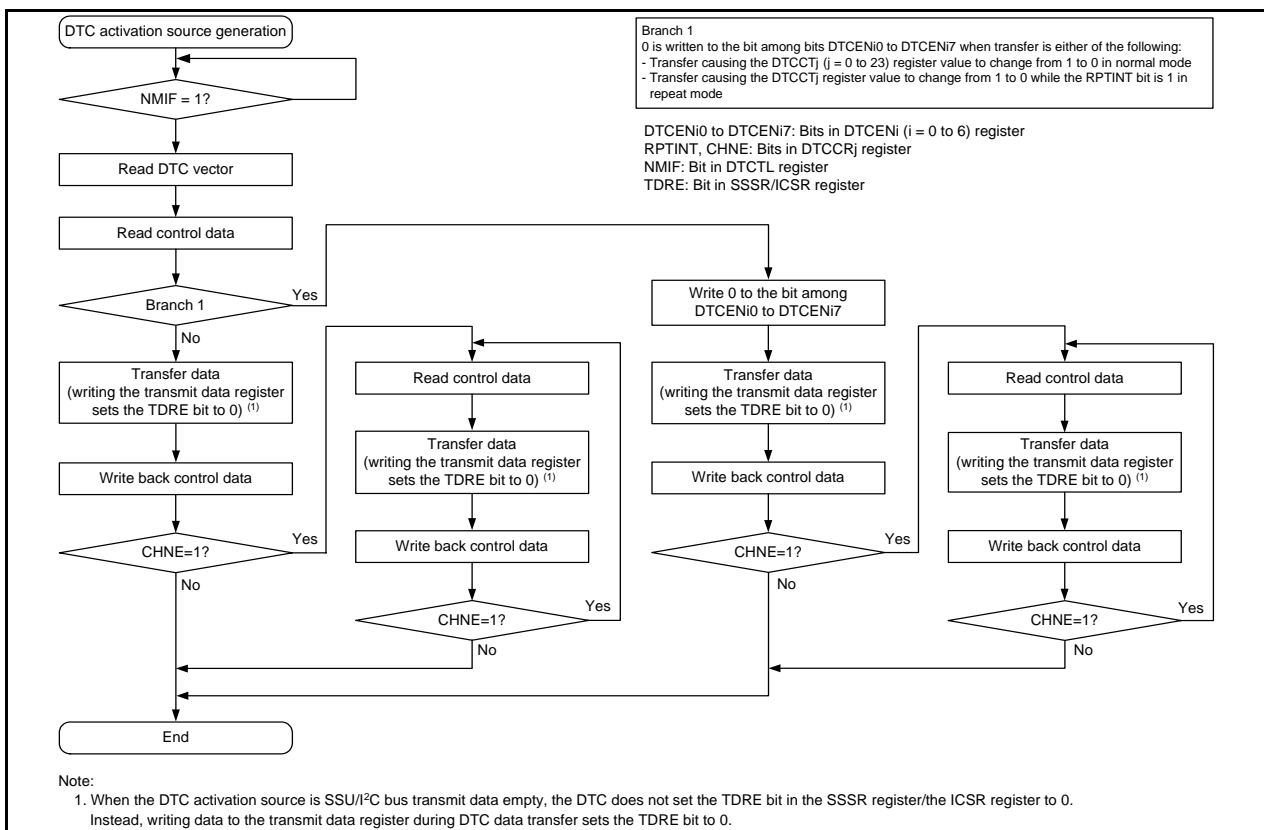 DTC activation source generation
NMIF = 1?
Read DTC vector
Read control data
Branch 1
Yes
No
Transfer data
(writing the transmit data register
sets the TDRE bit to 0) (1)
Write back control data
CHNE=1?
Yes
No
Read control data
Transfer data
(writing the transmit data register
sets the TDRE bit to 0) (1)
Write back control data
CHNE=1?
Yes
No
End
Branch 1
0 is written to the bit among bits DTCENi0 to DTCENi7 when transfer is either of the following:
- Transfer causing the DTCCTj (j = 0 to 23) register value to change from 1 to 0 in normal mode
- Transfer causing the DTCCTj register value to change from 1 to 0 while the RPTINT bit is 1 in
repeat mode
DTCENi0 to DTCENi7: Bits in DTCENi (i = 0 to 6) register
RPTINT, CHNE: Bits in DTCCRj register
NMIF: Bit in DTCTL register
TDRE: Bit in SSSR/ICSR register
Write 0 to the bit among
DTCENi0 to DTCENi7
Transfer data
(writing the transmit data register
sets the TDRE bit to 0) (1)
Write back control data
CHNE=1?
Yes
No
Read control data
Transfer data
(writing the transmit data register
sets the TDRE bit to 0) (1)
Write back control data
CHNE=1?
Yes
No
Note:
1. When the DTC activation source is SSU/I²C bus transmit data empty, the DTC does not set the TDRE bit in the SSSR register/the ICSR register to 0.
Instead, writing data to the transmit data register during DTC data transfer sets the TDRE bit to 0.